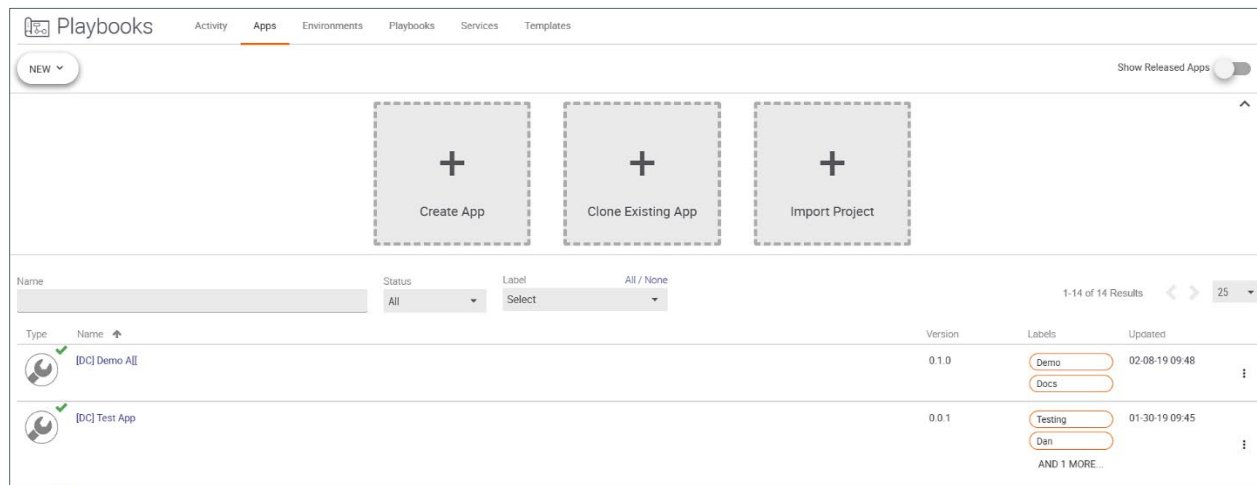 Playbooks Activity Apps Environments Playbooks Services Templates
NEW Show Released Apps
Create App Clone Existing App Import Project
Name Status Label All / None
All Select 1-14 of 14 Results 25
Type Name Version Labels Updated
[DC] Demo A[[ 0.1.0 Demo 02-08-19 09:48
Docs
[DC] Test App 0.0.1 Testing 01-30-19 09:45
Dan
AND 1 MORE...